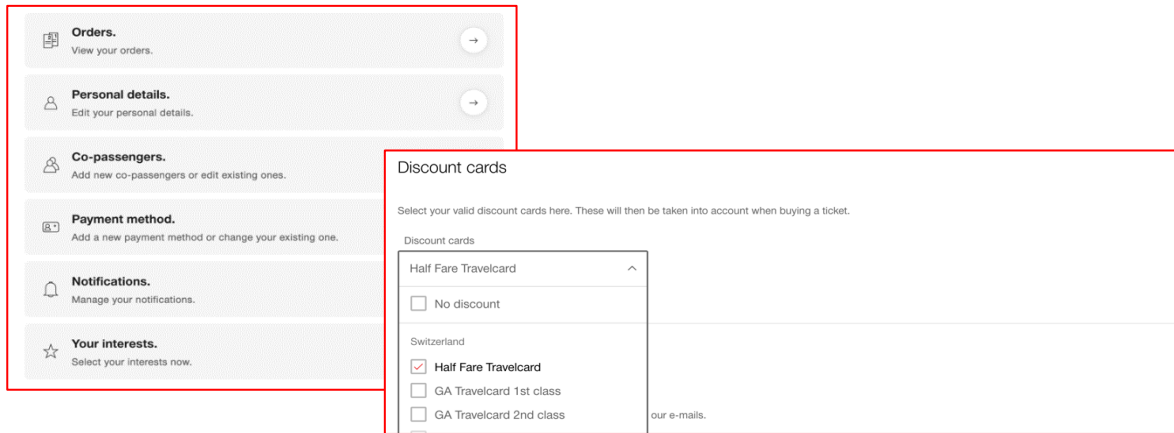 Orders.
View your orders.
Personal details.
Edit your personal details.
Co-passengers.
Add new co-passengers or edit existing ones.
Payment method.
Add a new payment method or change your existing one.
Notifications.
Manage your notifications.
Your interests.
Select your interests now.
Discount cards
Select your valid discount cards here. These will then be taken into account when buying a ticket.
Discount cards
Half Fare Travelcard
No discount
Switzerland
Half Fare Travelcard
GA Travelcard 1st class
GA Travelcard 2nd class
our e-mails.